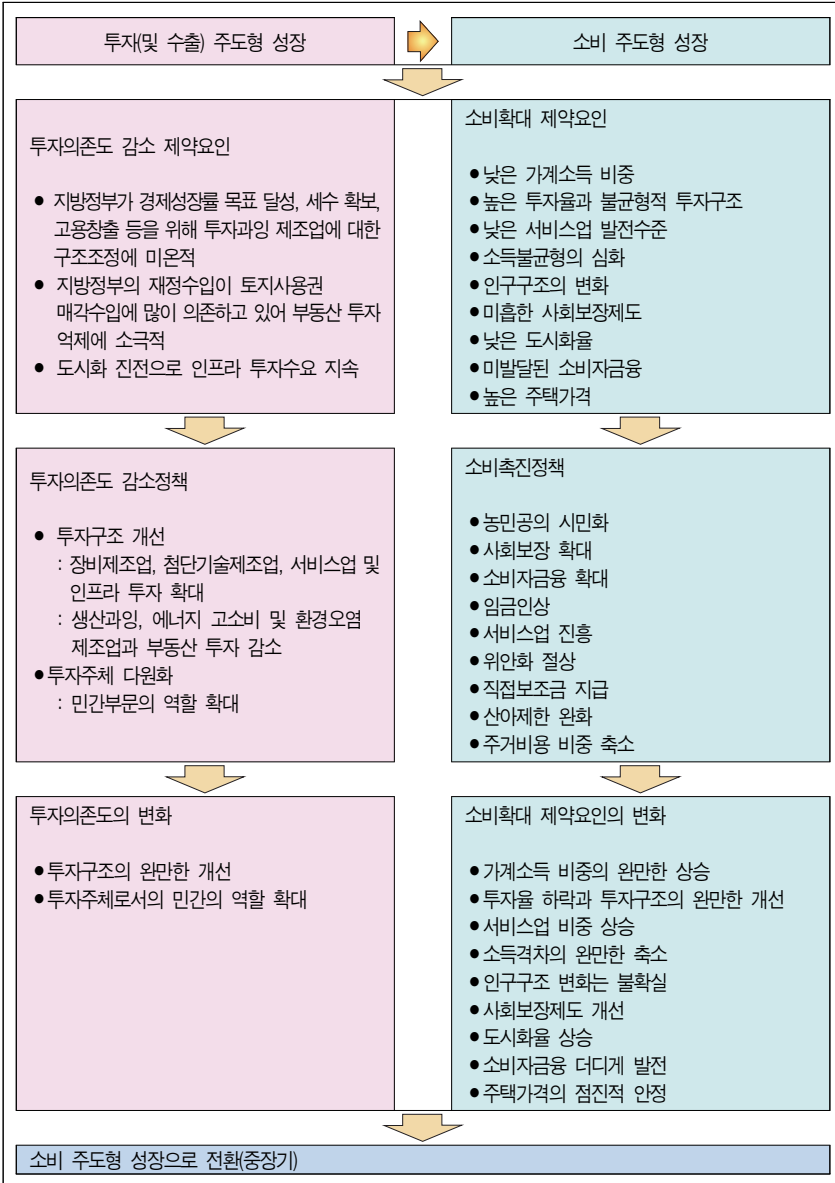 투자(및 수출) 주도형 성장
소비 주도형 성장
투자의존도 감소 제약요인
● 지방정부가 경제성장률 목표 달성, 세수 확보,
고용창출 등을 위해 투자과잉 제조업에 대한
구조조정에 미온적
● 지방정부의 재정수입이 토지사용권
매각수입에 많이 의존하고 있어 부동산 투자
억제에 소극적
● 도시화 진전으로 인프라 투자수요 지속
소비확대 제약요인
●낮은 가계소득 비중
●높은 투자율과 불균형적 투자구조
●낮은 서비스업 발전수준
●소득불균형의 심화
●인구구조의 변화
●미흡한 사회보장제도
●낮은 도시화율
●미발달된 소비자금융
●높은 주택가격
투자의존도 감소정책
● 투자구조 개선
: 장비제조업, 첨단기술제조업, 서비스업 및
인프라 투자 확대
: 생산과잉, 에너지 고소비 및 환경오염
제조업과 부동산 투자 감소
●투자주체 다원화
: 민간부문의 역할 확대
소비촉진정책
●농민공의 시민화
●사회보장 확대
●소비자금융 확대
●임금인상
●서비스업 진흥
●위안화 절상
●직접보조금 지급
●산아제한 완화
●주거비용 비중 축소
투자의존도의 변화
●투자구조의 완만한 개선
●투자주체로서의 민간의 역할 확대
소비확대 제약요인의 변화
●가계소득 비중의 완만한 상승
●투자율 하락과 투자구조의 완만한 개선
●서비스업 비중 상승
●소득격차의 완만한 축소
●인구구조 변화는 불확실
●사회보장제도 개선
●도시화율 상승
●소비자금융 더디게 발전
●주택가격의 점진적 안정
소비 주도형 성장으로 전환(중장기)